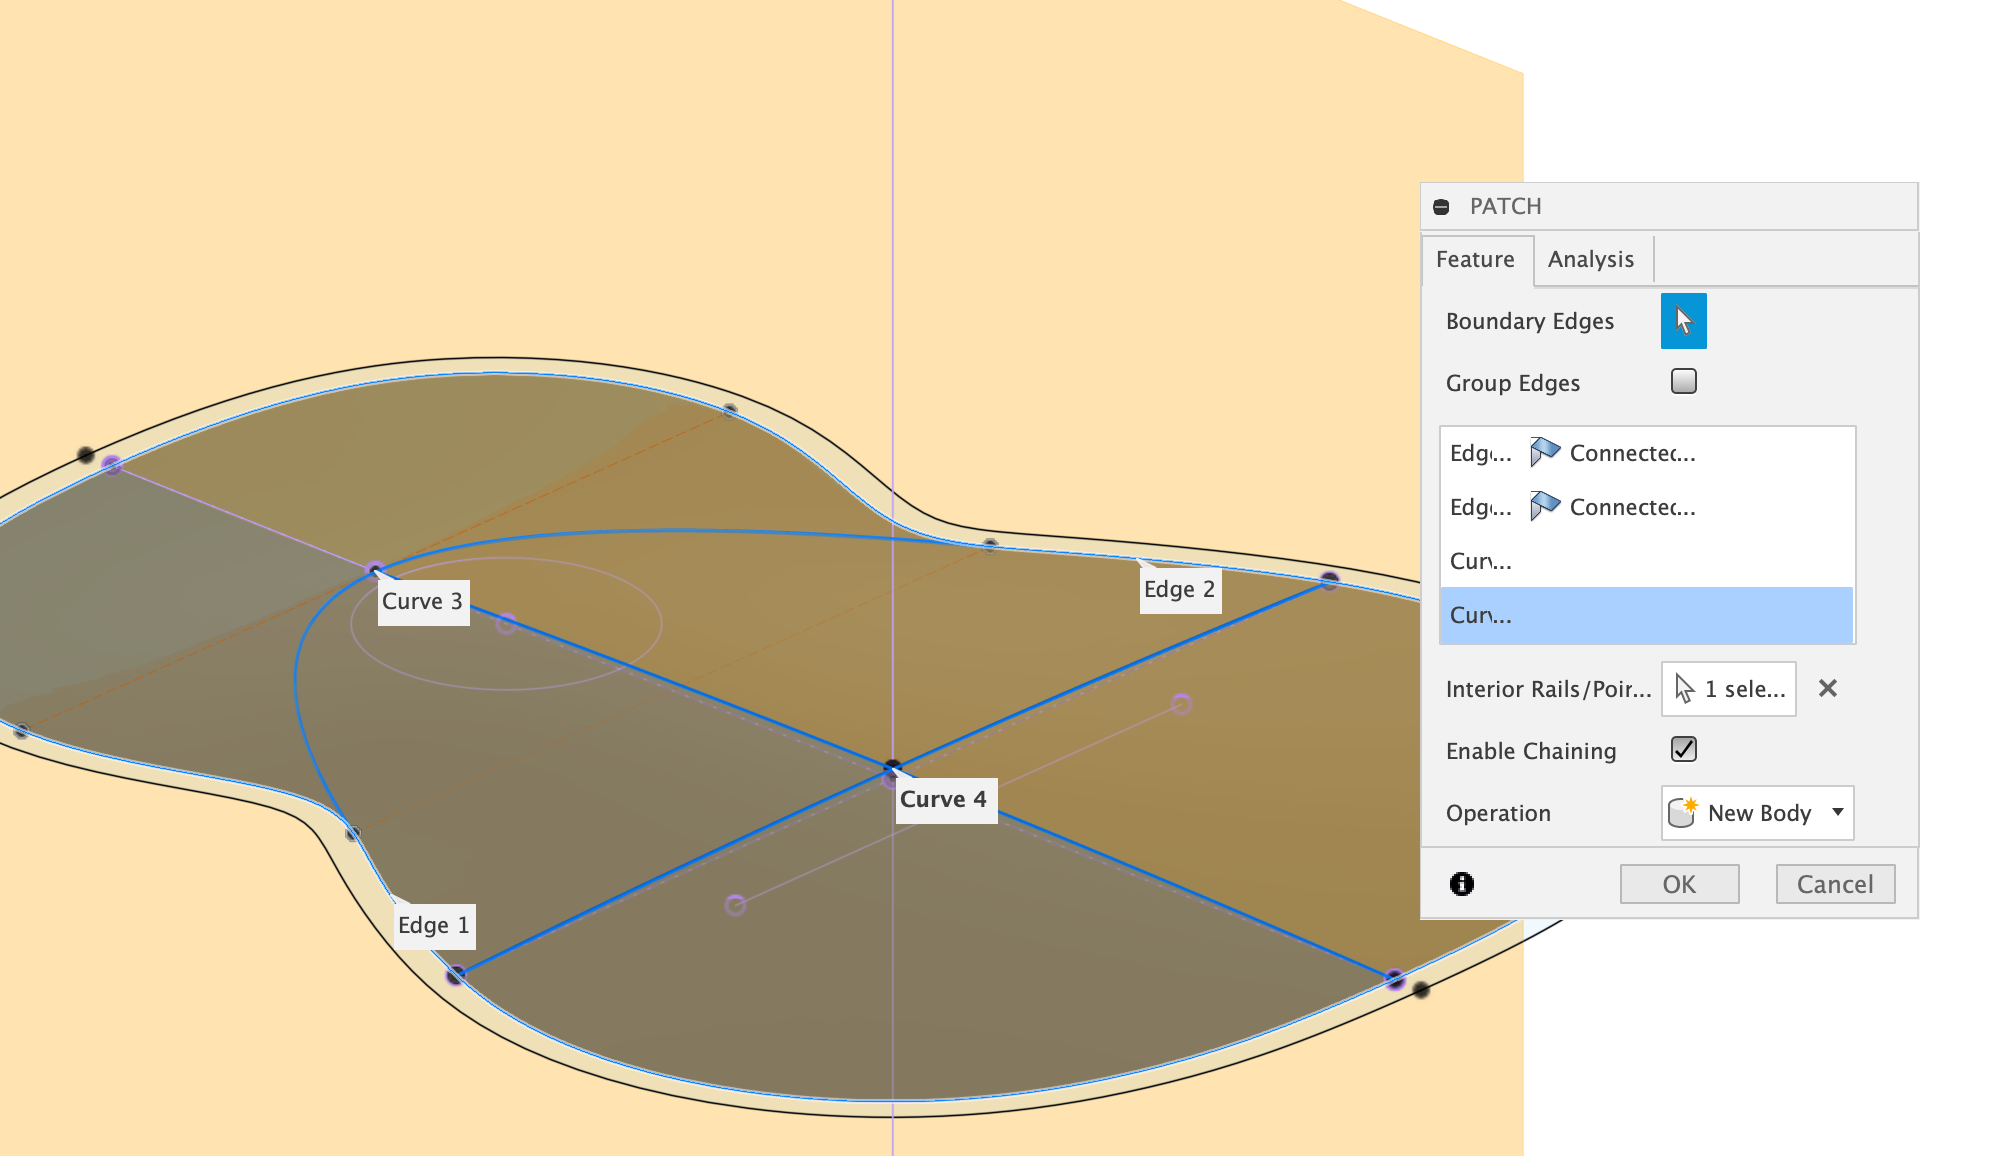 PATCH
Feature Analysis
Boundary Edges
Group Edges
Edg... Connectec...
Edg... Connectec...
Curv...
Curv...
Interior Rails/Poir... 1 sele...
Enable Chaining
Operation New Body
OK Cancel
Curve 3
Edge 2
Curve 4
Edge 1